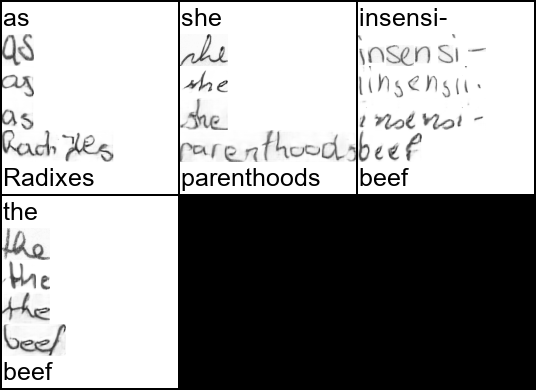 as
as
as
as
Radixes
Radixes
she
she
she
she
parenthoods
parenthoods
insensi-
insensi-
insensi.
insensi-
beef
beef
the
the
the
the
beef
beef